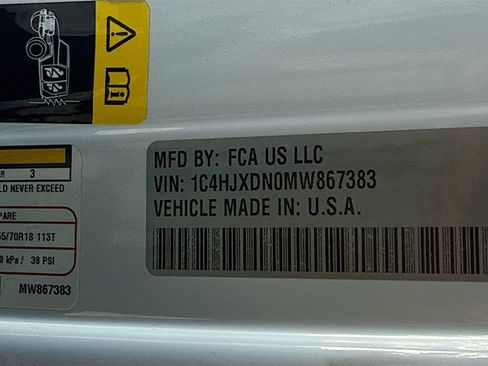 MFD BY: FCA US LLC
VIN: 1C4HJXDN0MW867383
VEHICLE MADE IN: U.S.A.
R 3
LD NEVER EXCEED
PARE
55/70R18 113T
0 kPa / 38 PSI
MW867383